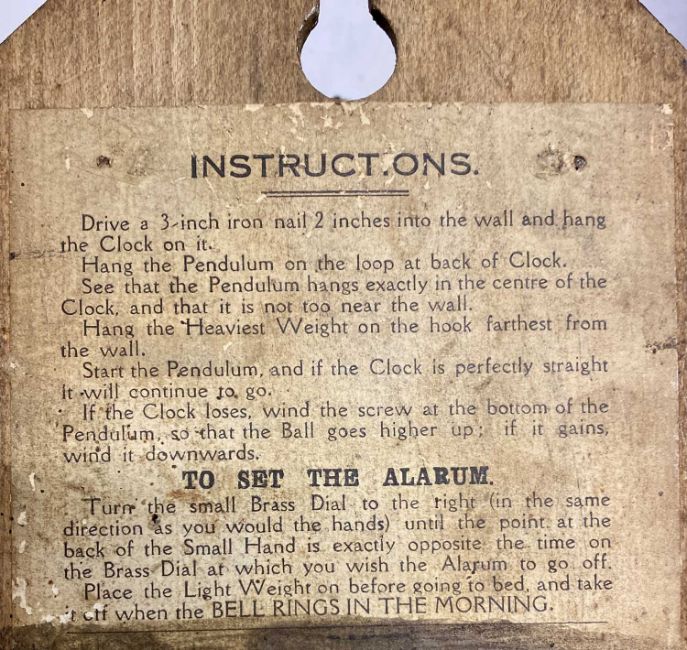 INSTRUCTIONS.
Drive a 3-inch iron nail 2 inches into the wall and hang
the Clock on it.
Hang the Pendulum on the loop at back of Clock.
See that the Pendulum hangs exactly in the centre of the
Clock, and that it is not too near the wall.
Hang the Heaviest Weight on the hook farthest from
the wall.
Start the Pendulum, and if the Clock is perfectly straight
it will continue to go.
If the Clock loses, wind the screw at the bottom of the
Pendulum, so that the Ball goes higher up; if it gains,
wind it downwards.
TO SET THE ALARUM.
Turn the small Brass Dial to the right (in the same
direction as you would the hands) until the point at the
back of the Small Hand is exactly opposite the time on
the Brass Dial at which you wish the Alarum to go off.
Place the Light Weight on before going to bed, and take
it off when the BELL RINGS IN THE MORNING.